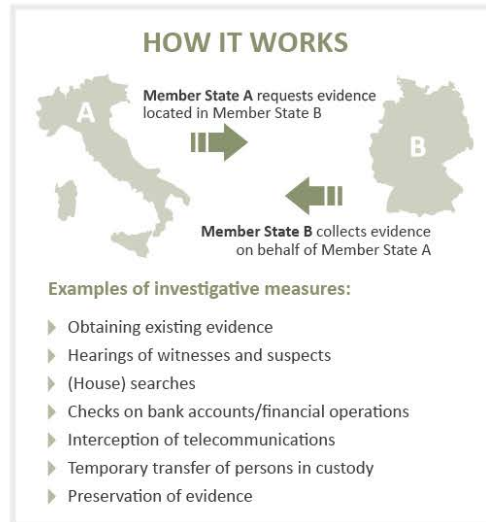 HOW IT WORKS
A
Member State A requests evidence
located in Member State B
B
Member State B collects evidence
on behalf of Member State A
Examples of investigative measures:
Obtaining existing evidence
Hearings of witnesses and suspects
(House) searches
Checks on bank accounts/financial operations
Interception of telecommunications
Temporary transfer of persons in custody
Preservation of evidence